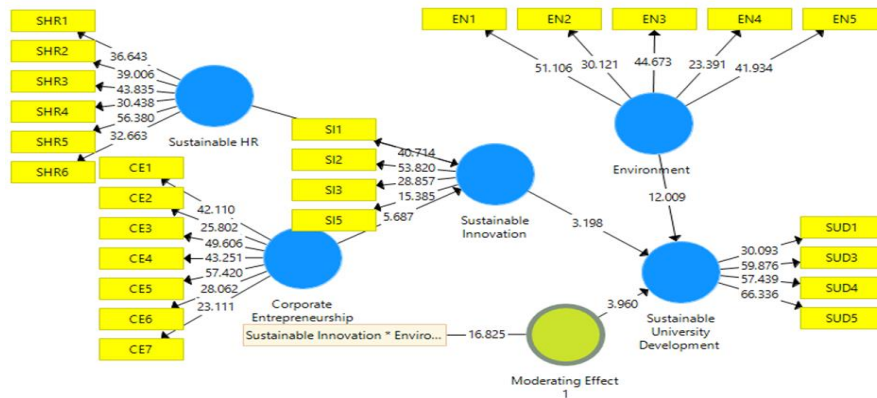 SHR1
SHR2
SHR3
SHR4
SHR5
SHR6
36.643
39.006
43.835
30.438
56.380
32.663
Sustainable HR
EN1
EN2
EN3
EN4
EN5
51.106
30.121
44.673
23.391
41.934
Environment
12.009
SI1
SI2
SI3
SI5
40.714
53.820
28.857
15.385
5.687
Sustainable
Innovation
3.198
CE1
CE2
CE3
CE4
CE5
CE6
CE7
42.110
25.802
49.606
43.251
57.420
28.062
23.111
Corporate
Entrepreneurship
Sustainable Innovation * Enviro...
16.825
Moderating Effect
1
3.960
Sustainable
University
Development
30.093
59.876
57.439
66.336
SUD1
SUD3
SUD4
SUD5